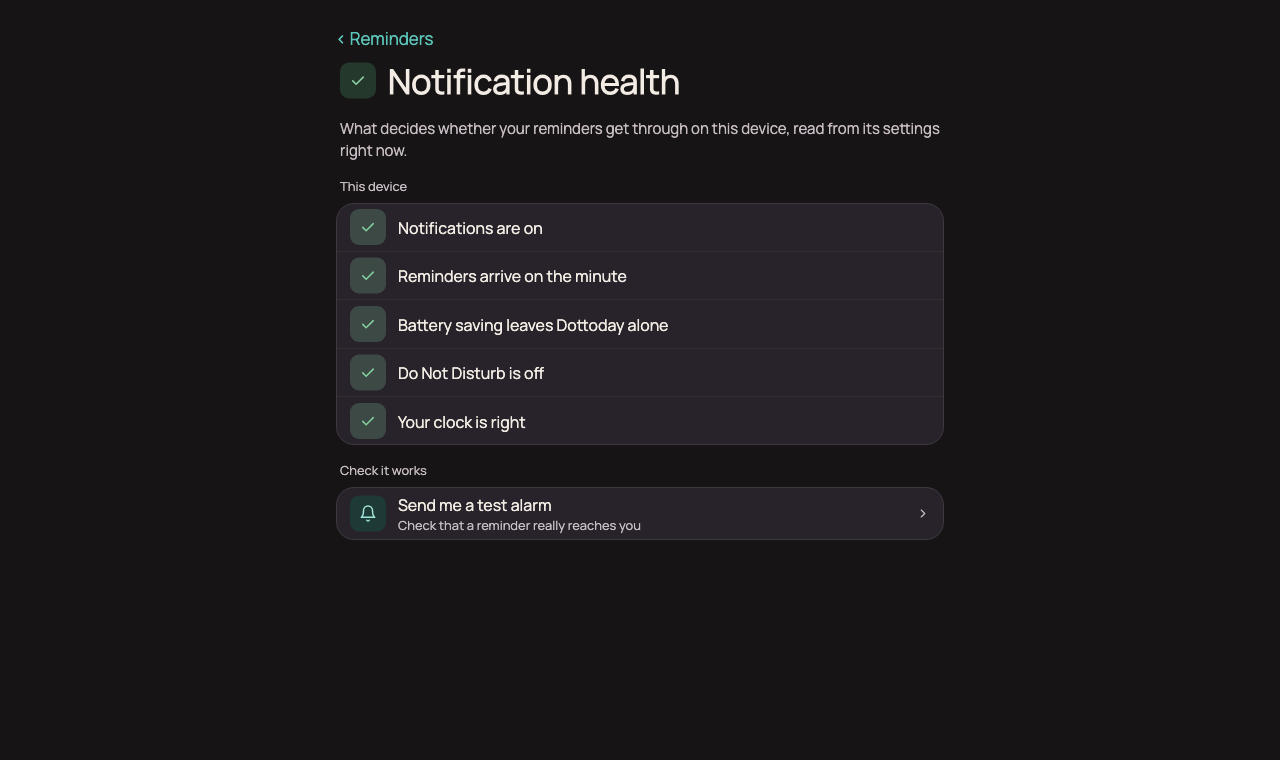 Reminders
Notification health
What decides whether your reminders get through on this device, read from its settings
right now.
This device
Notifications are on
Reminders arrive on the minute
Battery saving leaves Dottoday alone
Do Not Disturb is off
Your clock is right
Check it works
Send me a test alarm
Check that a reminder really reaches you